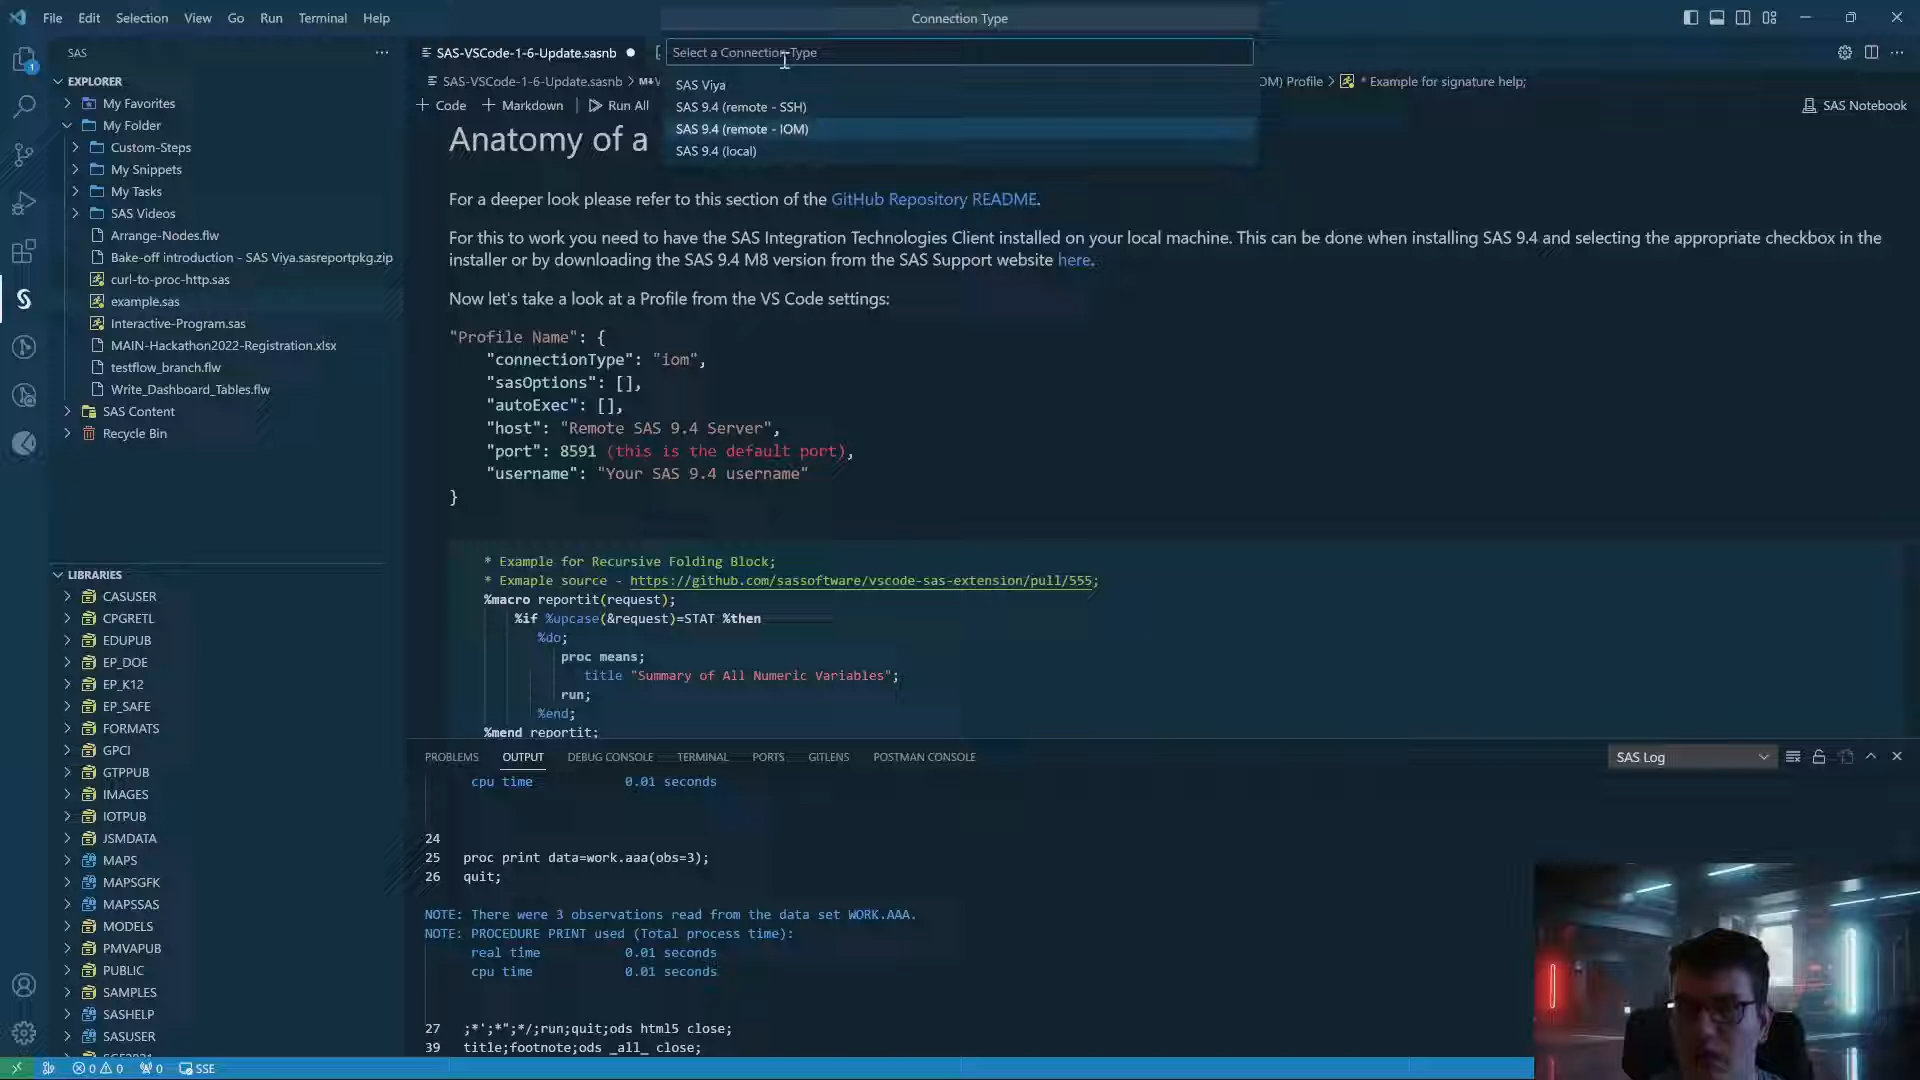 File Edit Selection View Go Run Terminal Help
Connection Type
SAS
SAS-VSCode-1-6-Update.sasnb
Select a Connection Type
EXPLORER
SAS-VSCode-1-6-Update.sasnb
Profile > * Example for signature help;
SAS Viya
My Favorites
Code Markdown Run All
SAS 9.4 (remote - SSH)
SAS Notebook
My Folder
SAS 9.4 (remote - IOM)
Anatomy of a
Custom-Steps
SAS 9.4 (local)
My Snippets
My Tasks
SAS Videos
Arrange-Nodes.flw
Bake-off introduction - SAS Viya.sasreportpkg.zip
curl-to-proc-http.sas
example.sas
Interactive-Program.sas
MAIN-Hackathon2022-Registration.xlsx
testflow_branch.flw
Write_Dashboard_Tables.flw
SAS Content
Recycle Bin
For a deeper look please refer to this section of the GitHub Repository README.
For this to work you need to have the SAS Integration Technologies Client installed on your local machine. This can be done when installing SAS 9.4 and selecting the appropriate checkbox in the
installer or by downloading the SAS 9.4 M8 version from the SAS Support website here.
Now let's take a look at a Profile from the VS Code settings:
"Profile Name": {
"connectionType": "iom",
"sasOptions": [],
"autoExec": [],
"host": "Remote SAS 9.4 Server",
"port": 8591 (this is the default port),
"username": "Your SAS 9.4 username"
}
* Example for Recursive Folding Block;
* Exmaple source - https://github.com/sassoftware/vscode-sas-extension/pull/555;
%macro reportit(request);
%if %upcase(&request)=STAT %then
%do;
proc means;
title "Summary of All Numeric Variables";
run;
%end;
%mend reportit;
LIBRARIES
CASUSER
CPGRETL
EDUPUB
EP_DOE
EP_K12
EP_SAFE
FORMATS
GPCI
GTPPUB
IMAGES
IOTPUB
JSMDATA
MAPS
MAPSGFK
MAPSSAS
MODELS
PMVAPUB
PUBLIC
SAMPLES
SASHELP
SASUSER
PROBLEMS OUTPUT DEBUG CONSOLE TERMINAL PORTS GITLENS POSTMAN CONSOLE
SAS Log
cpu time 0.01 seconds
24
25 proc print data=work.aaa(obs=3);
26 quit;
NOTE: There were 3 observations read from the data set WORK.AAA.
NOTE: PROCEDURE PRINT used (Total process time):
real time 0.01 seconds
cpu time 0.01 seconds
27 ;*';*";*/;run;quit;ods html5 close;
39 title;footnote;ods _all_ close;
0 0 0 SSE